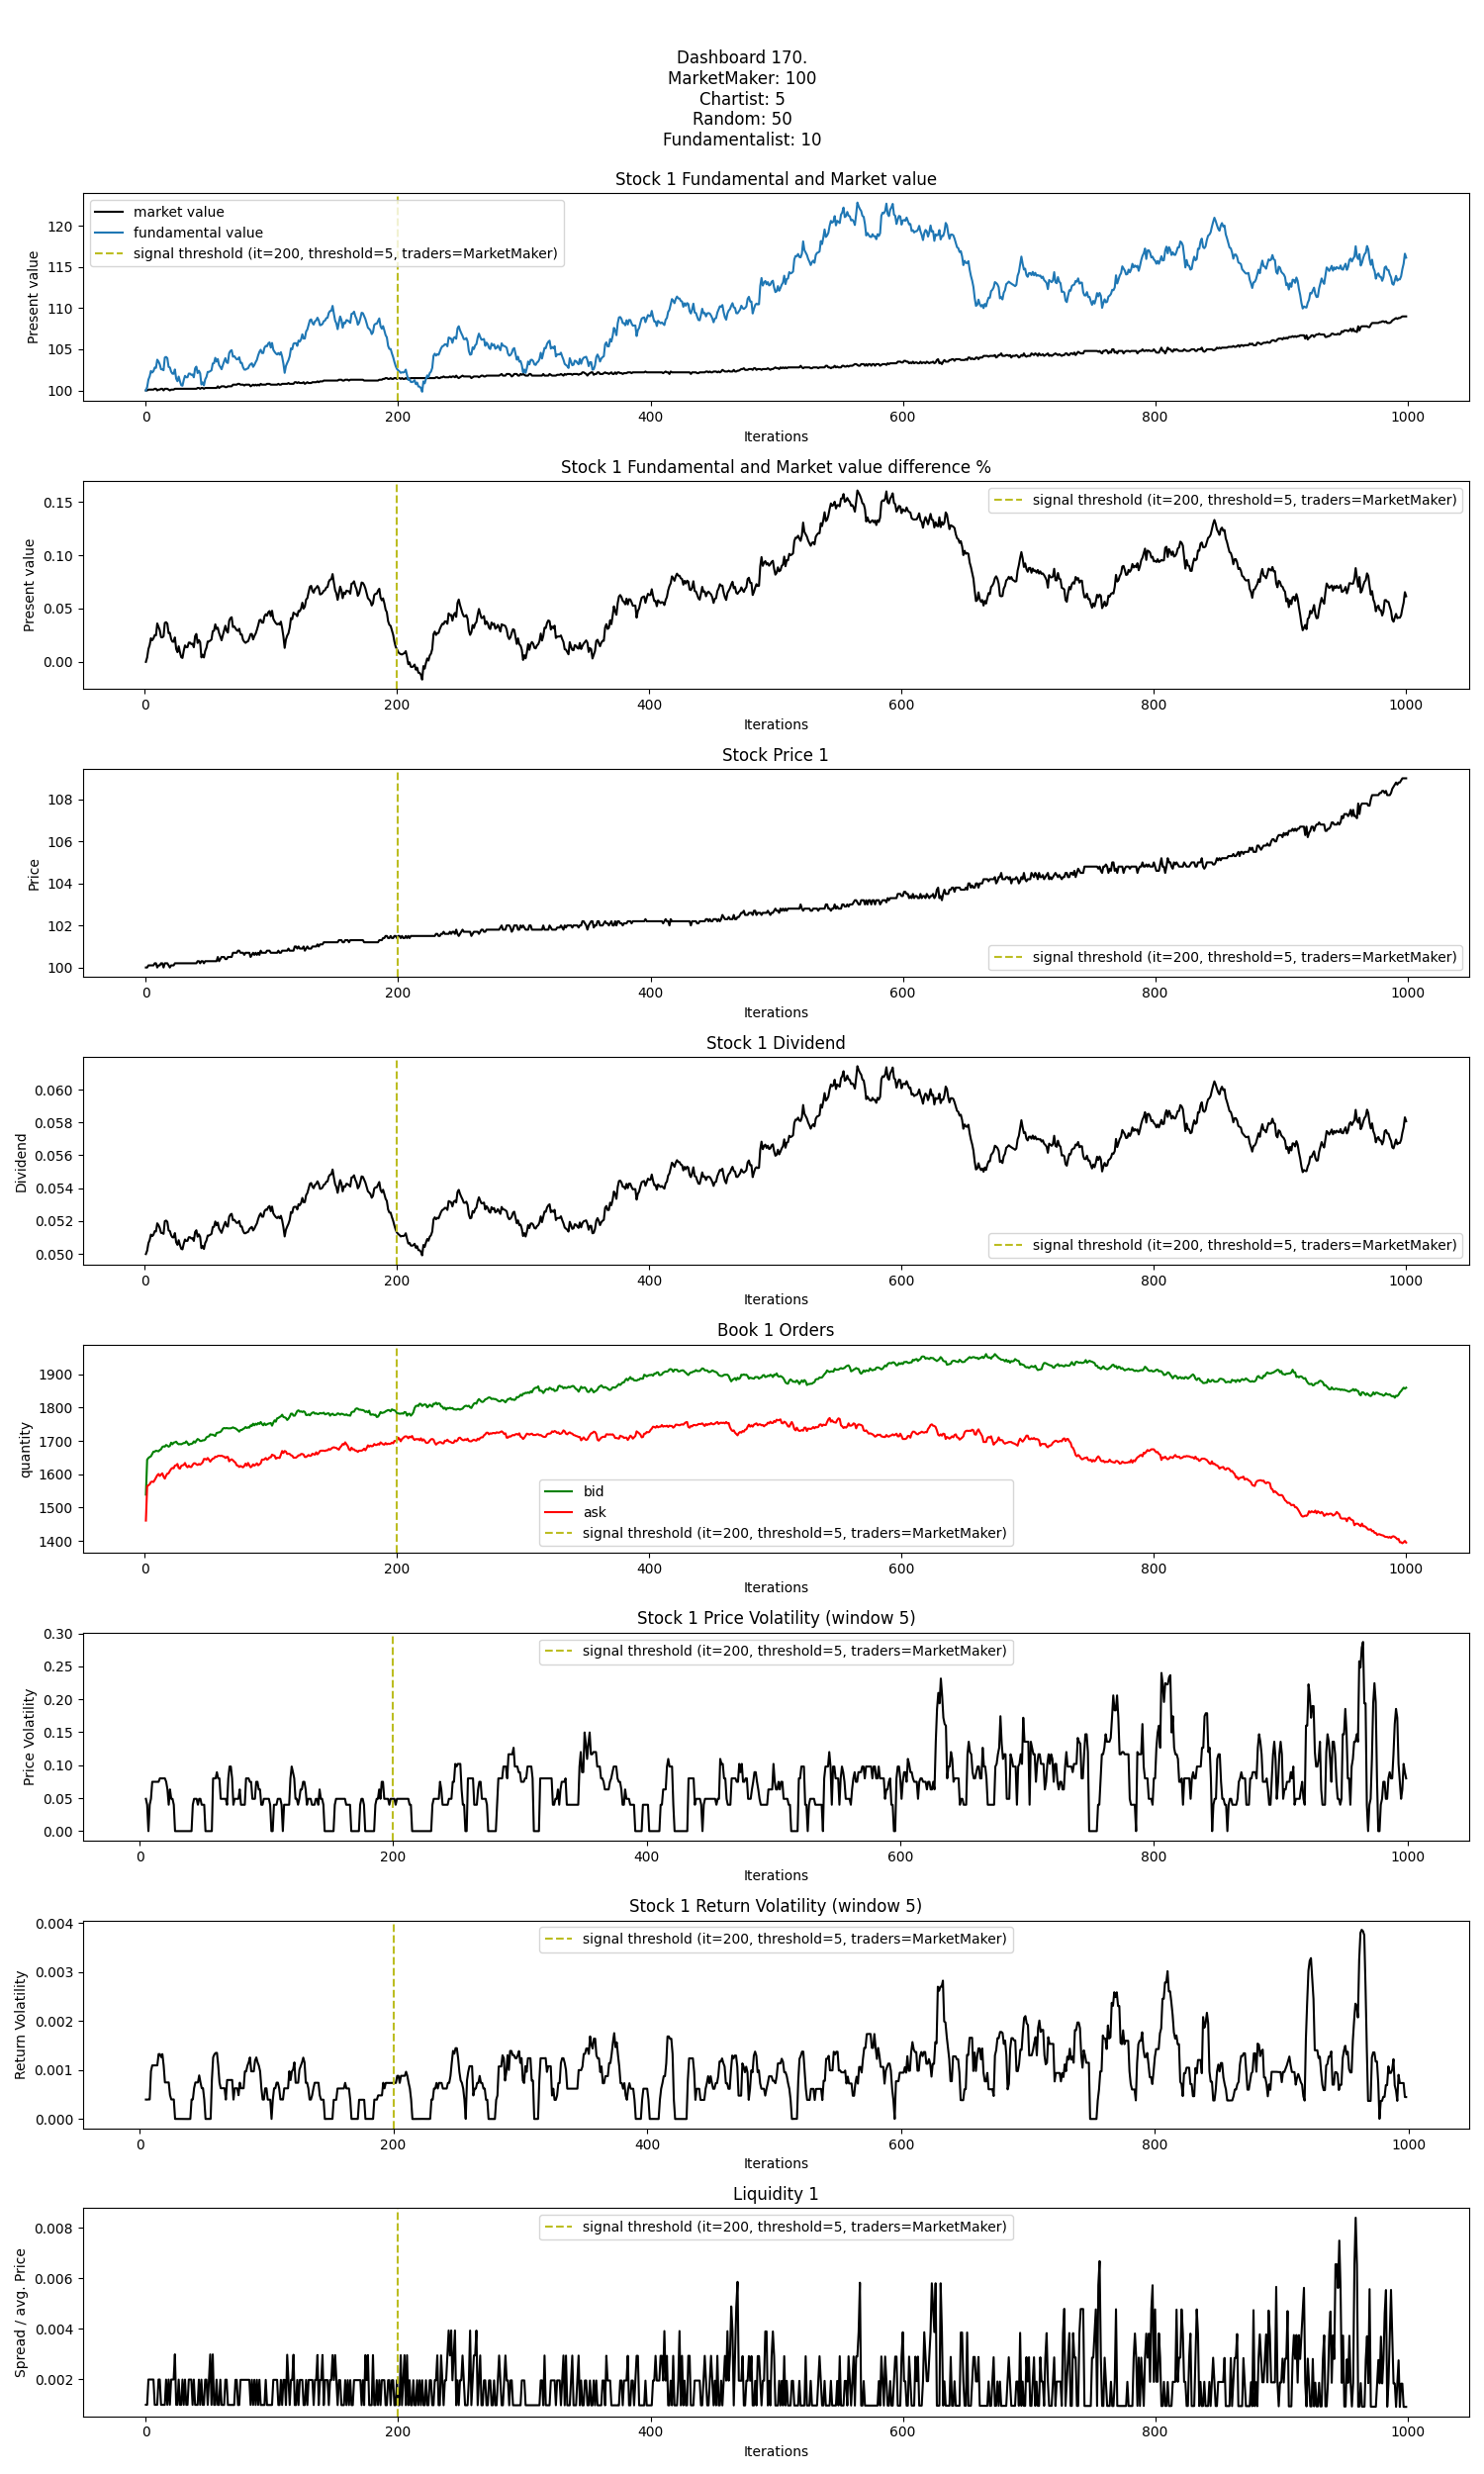 Dashboard 170.
MarketMaker: 100
Chartist: 5
Random: 50
Fundamentalist: 10
Stock 1 Fundamental and Market value
market value
fundamental value
signal threshold (it=200, threshold=5, traders=MarketMaker)
Present value
120
115
110
105
100
0 200 400 600 800 1000
Iterations
Stock 1 Fundamental and Market value difference %
signal threshold (it=200, threshold=5, traders=MarketMaker)
Present value
0.15
0.10
0.05
0.00
0 200 400 600 800 1000
Iterations
Stock Price 1
Price
108
106
104
102
100
signal threshold (it=200, threshold=5, traders=MarketMaker)
0 200 400 600 800 1000
Iterations
Stock 1 Dividend
Dividend
0.060
0.058
0.056
0.054
0.052
0.050
signal threshold (it=200, threshold=5, traders=MarketMaker)
0 200 400 600 800 1000
Iterations
Book 1 Orders
quantity
1900
1800
1700
1600
1500
1400
bid
ask
signal threshold (it=200, threshold=5, traders=MarketMaker)
0 200 400 600 800 1000
Iterations
Stock 1 Price Volatility (window 5)
signal threshold (it=200, threshold=5, traders=MarketMaker)
Price Volatility
0.30
0.25
0.20
0.15
0.10
0.05
0.00
0 200 400 600 800 1000
Iterations
Stock 1 Return Volatility (window 5)
signal threshold (it=200, threshold=5, traders=MarketMaker)
Return Volatility
0.004
0.003
0.002
0.001
0.000
0 200 400 600 800 1000
Iterations
Liquidity 1
signal threshold (it=200, threshold=5, traders=MarketMaker)
Spread / avg. Price
0.008
0.006
0.004
0.002
0 200 400 600 800 1000
Iterations